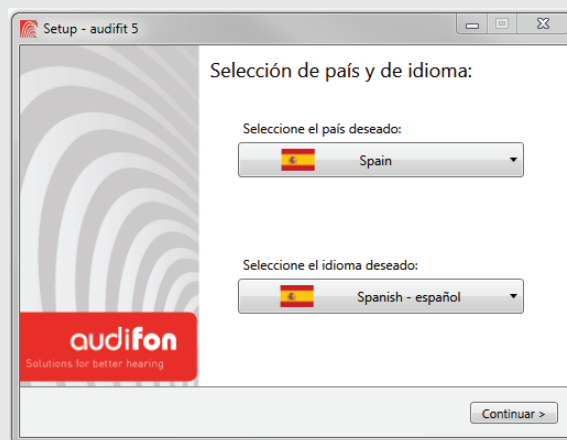 Setup - audifit 5
Selección de país y de idioma:
Seleccione el país deseado:
Spain
Seleccione el idioma deseado:
Spanish - español
audifon
Solutions for better hearing
Continuar >